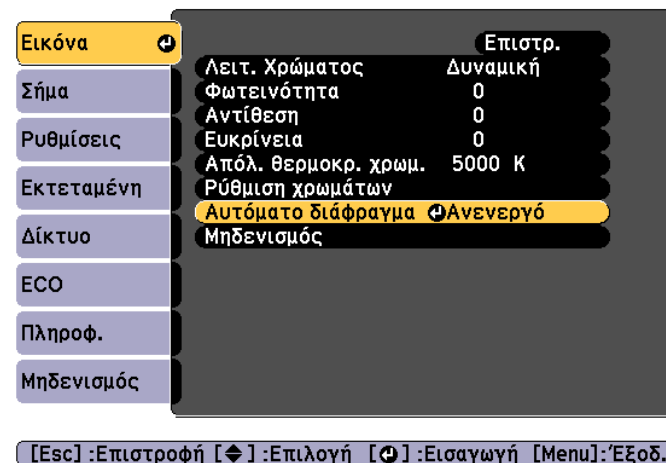 Εικόνα
Σήμα
Ρυθμίσεις
Εκτεταμένη
Δίκτυο
ECO
Πληροφ.
Μηδενισμός
Επιστρ.
Λειτ. Χρώματος Δυναμική
Φωτεινότητα 0
Αντίθεση 0
Ευκρίνεια 0
Απόλ. θερμοκρ. χρωμ. 5000 K
Ρύθμιση χρωμάτων
Αυτόματο διάφραγμα Ανενεργό
Μηδενισμός
[Esc] :Επιστροφή [◆] :Επιλογή [⏎] :Εισαγωγή [Menu]:Έξοδ.